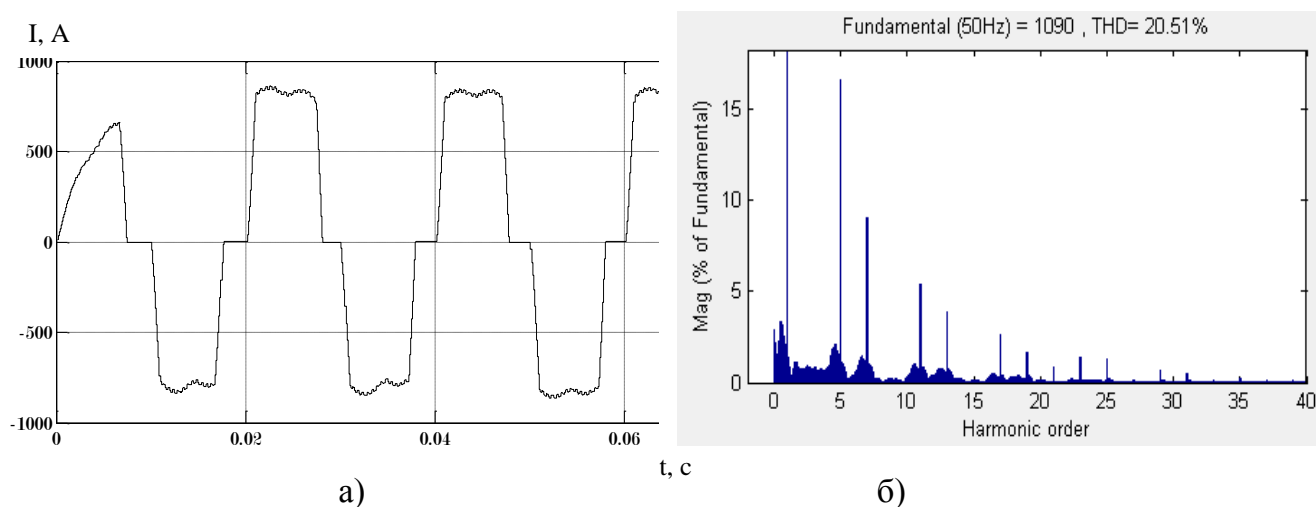 I, A
1000
500
0
-500
-1000
0
0.02
0.04
0.06
t, c
a)
Fundamental (50Hz) = 1090 , THD= 20.51%
Mag (% of Fundamental)
15
10
5
0
0 5 10 15 20 25 30 35 40
Harmonic order
б)